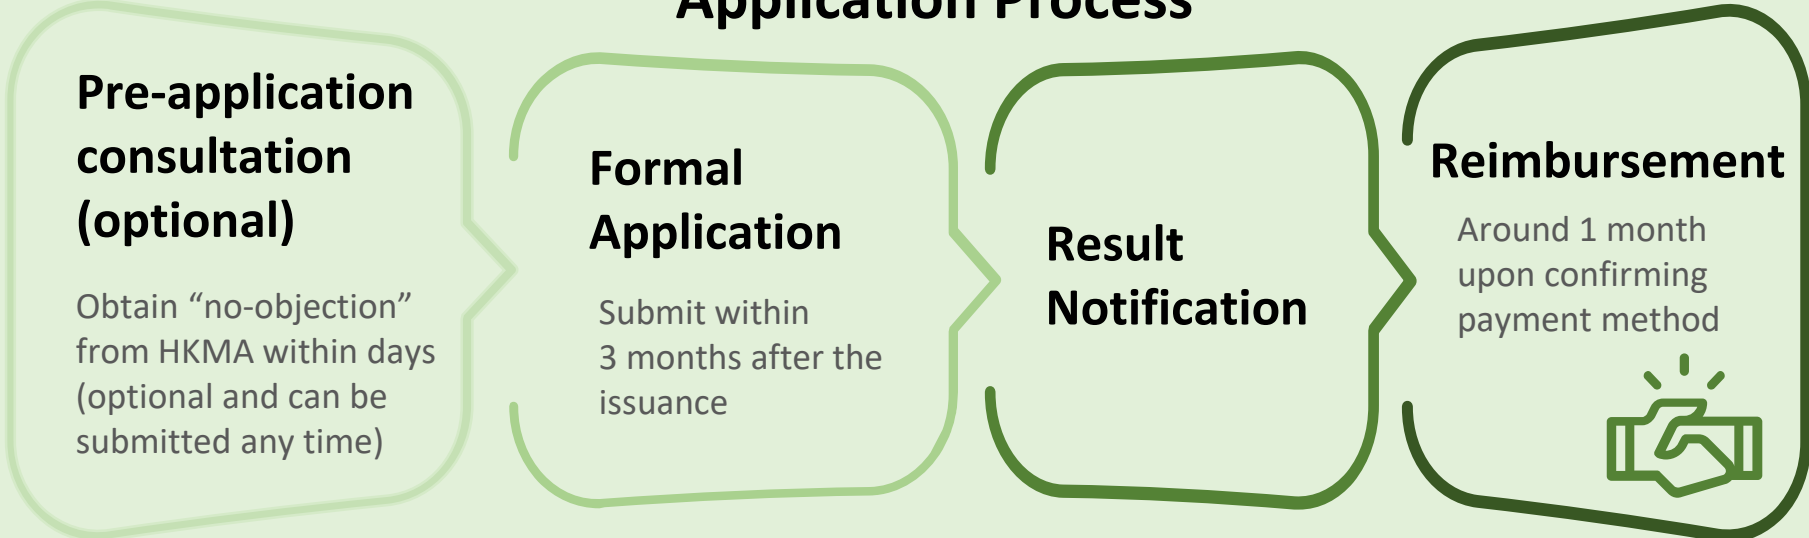 Application Process
Pre-application
consultation
(optional)
Obtain “no-objection”
from HKMA within days
(optional and can be
submitted any time)
Formal
Application
Submit within
3 months after the
issuance
Result
Notification
Reimbursement
Around 1 month
upon confirming
payment method